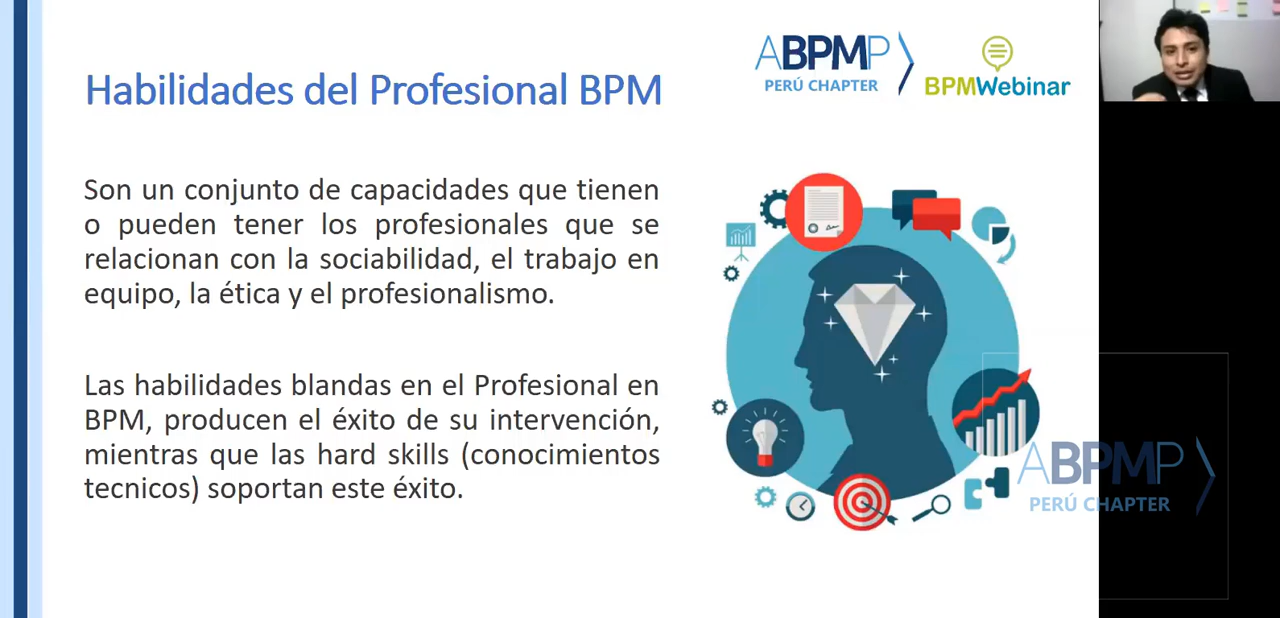 ABPMP
PERÚ CHAPTER
BPMWebinar
Habilidades del Profesional BPM
Son un conjunto de capacidades que tienen
o pueden tener los profesionales que se
relacionan con la sociabilidad, el trabajo en
equipo, la ética y el profesionalismo.
Las habilidades blandas en el Profesional en
BPM, producen el éxito de su intervención,
mientras que las hard skills (conocimientos
tecnicos) soportan este éxito.
ABPMP
PERÚ CHAPTER